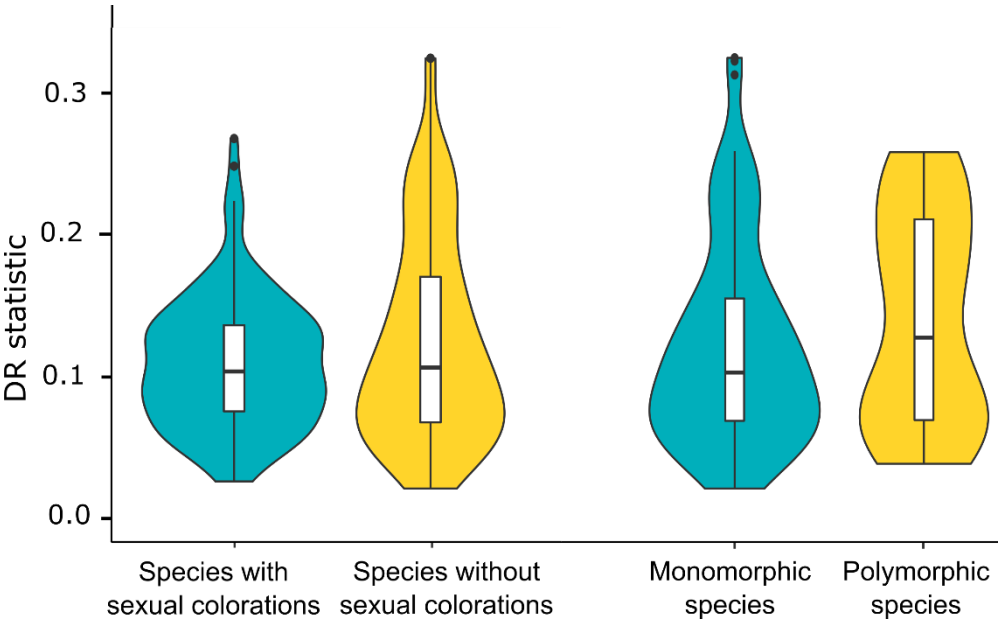 DR statistic
0.3
0.2
0.1
0.0
Species with
sexual colorations
Species without
sexual colorations
Monomorphic
species
Polymorphic
species